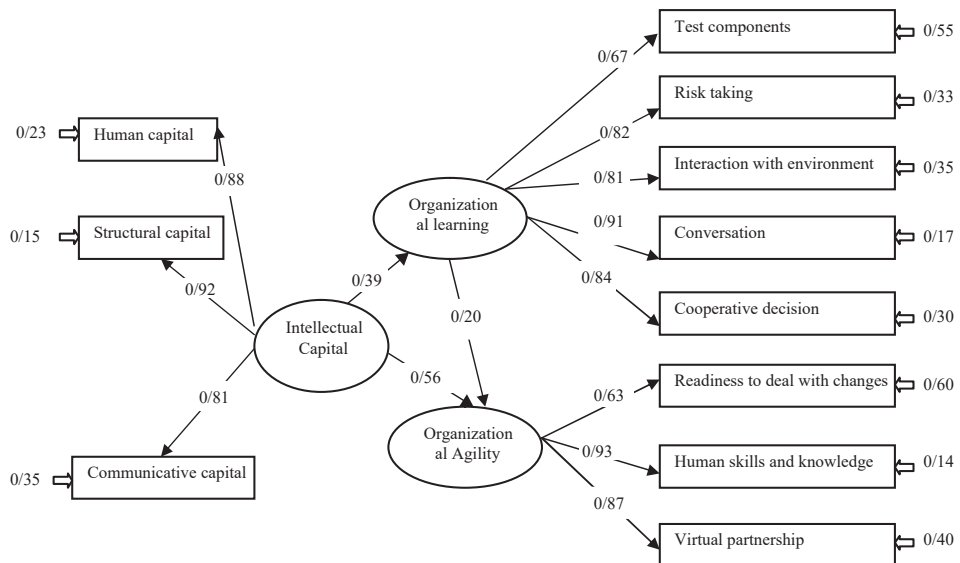 Test components
0/55
0/67
Risk taking
0/33
0/82
0/23
Human capital
0/88
Interaction with environment
0/35
0/81
Organization
al learning
0/15
Structural capital
0/92
Conversation
0/17
0/91
0/39
0/84
Cooperative decision
0/30
Intellectual
Capital
0/20
0/56
Readiness to deal with changes
0/60
0/63
0/81
Organization
al Agility
0/93
Human skills and knowledge
0/14
0/35
Communicative capital
0/87
Virtual partnership
0/40